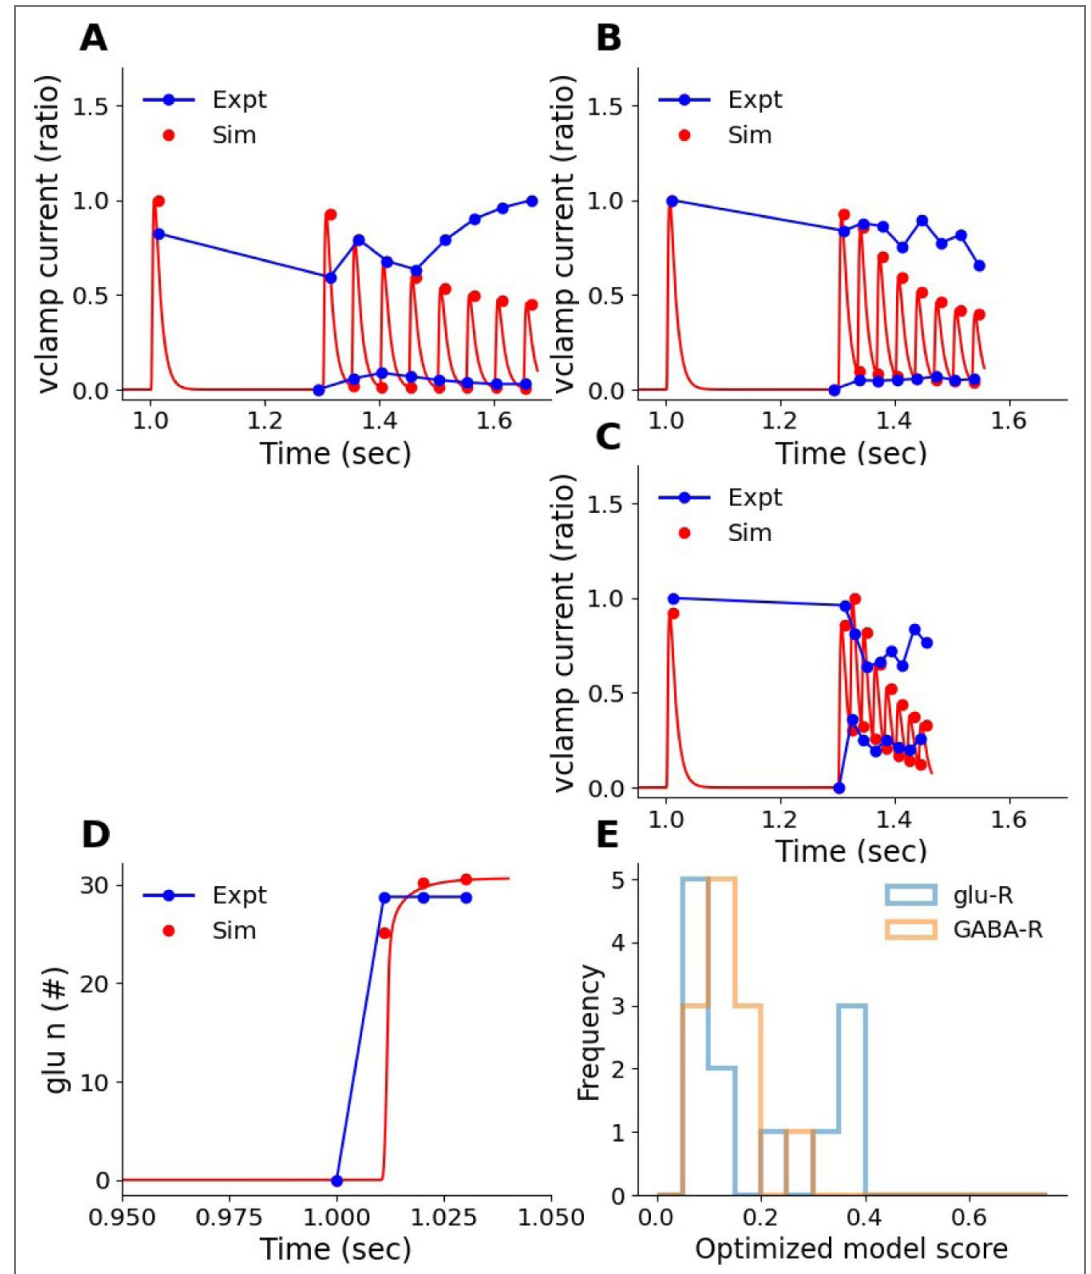 A
vclamp current (ratio)
1.5
1.0
0.5
0.0
Expt
Sim
1.0 1.2 1.4 1.6
Time (sec)
B
vclamp current (ratio)
1.5
1.0
0.5
0.0
Expt
Sim
1.0 1.2 1.4 1.6
Time (sec)
C
vclamp current (ratio)
1.5
1.0
0.5
0.0
Expt
Sim
1.0 1.2 1.4 1.6
Time (sec)
D
glu n (#)
30
20
10
0
Expt
Sim
0.950 0.975 1.000 1.025 1.050
Time (sec)
E
Frequency
5
4
3
2
1
0
glu-R
GABA-R
0.0 0.2 0.4 0.6
Optimized model score